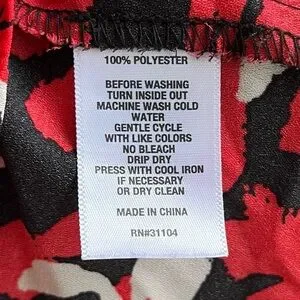 100% POLYESTER
BEFORE WASHING
TURN INSIDE OUT
MACHINE WASH COLD
WATER
GENTLE CYCLE
WITH LIKE COLORS
NO BLEACH
DRIP DRY
PRESS WITH COOL IRON
IF NECESSARY
OR DRY CLEAN
MADE IN CHINA
RN#31104